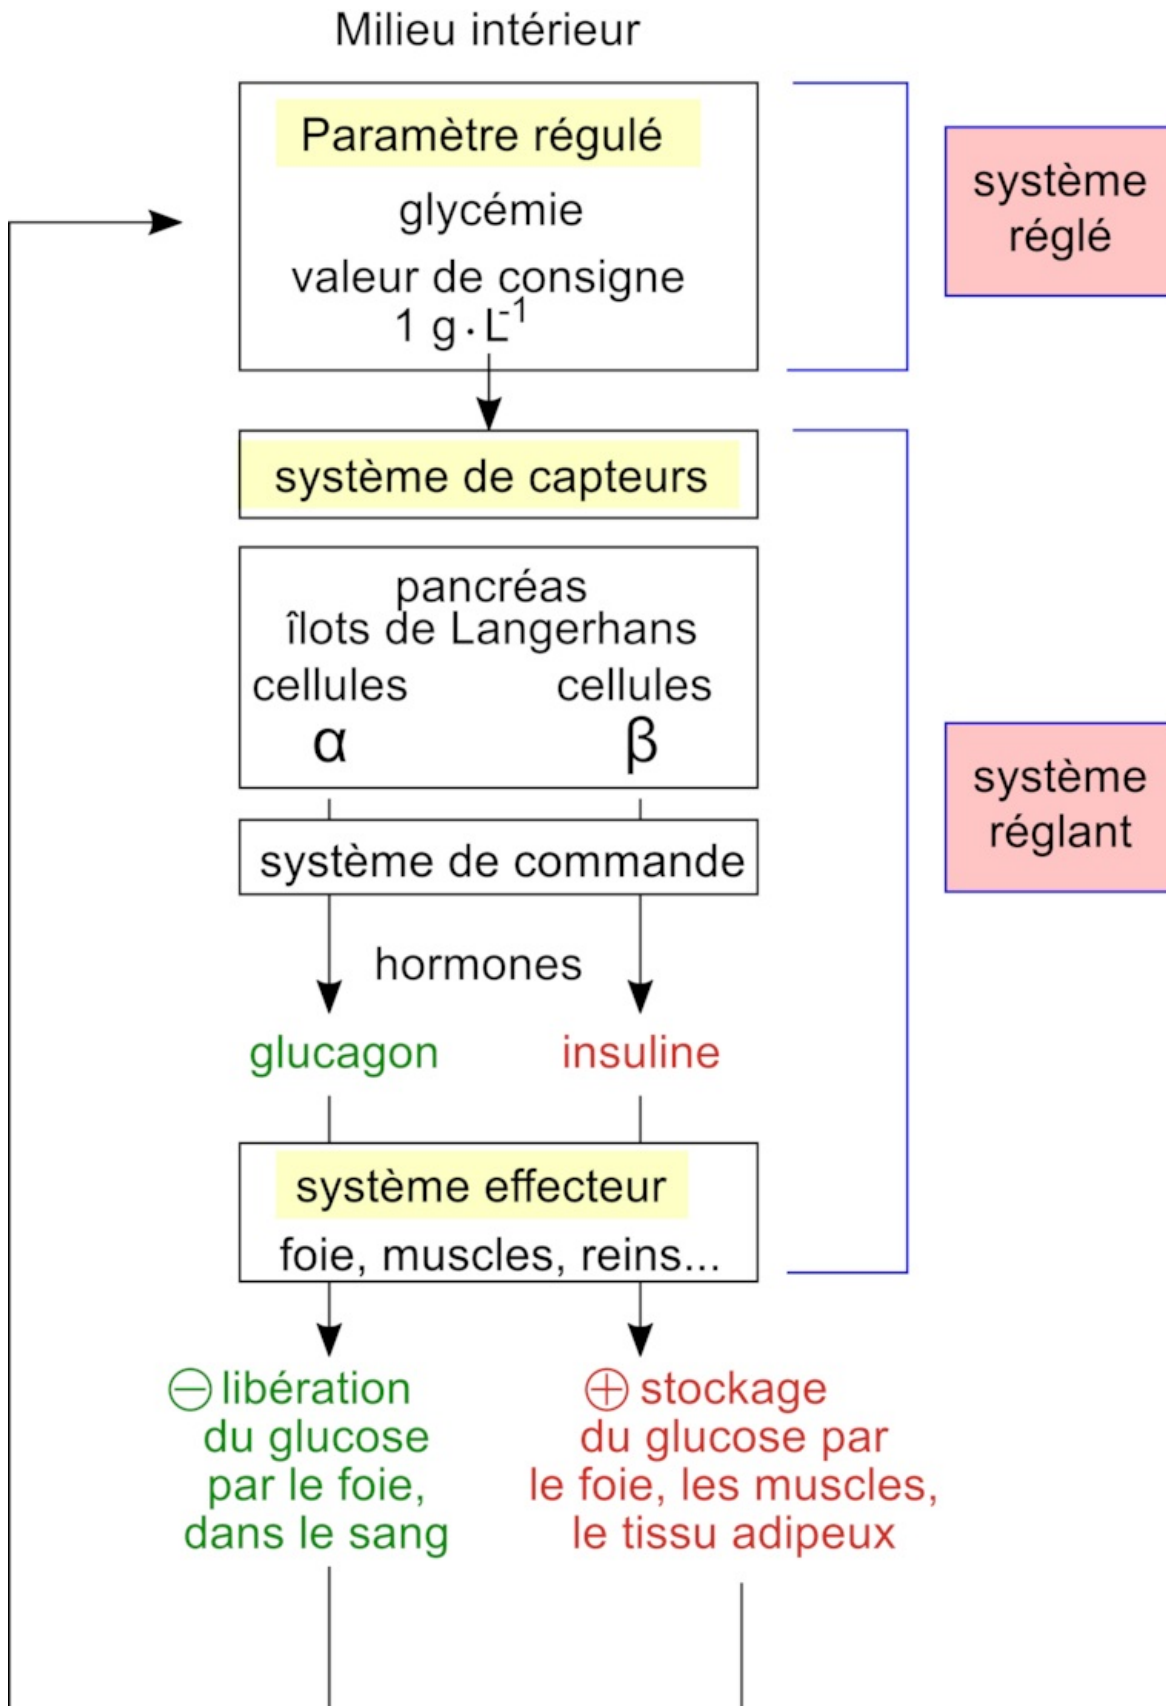 Milieu intérieur
Paramètre régulé
glycémie
valeur de consigne
1 g · L⁻¹
système
réglé
système de capteurs
pancréas
îlots de Langerhans
cellules cellules
α β
système
réglant
système de commande
hormones
glucagon insuline
système effecteur
foie, muscles, reins...
⊖ libération
du glucose
par le foie,
dans le sang
⊕ stockage
du glucose par
le foie, les muscles,
le tissu adipeux